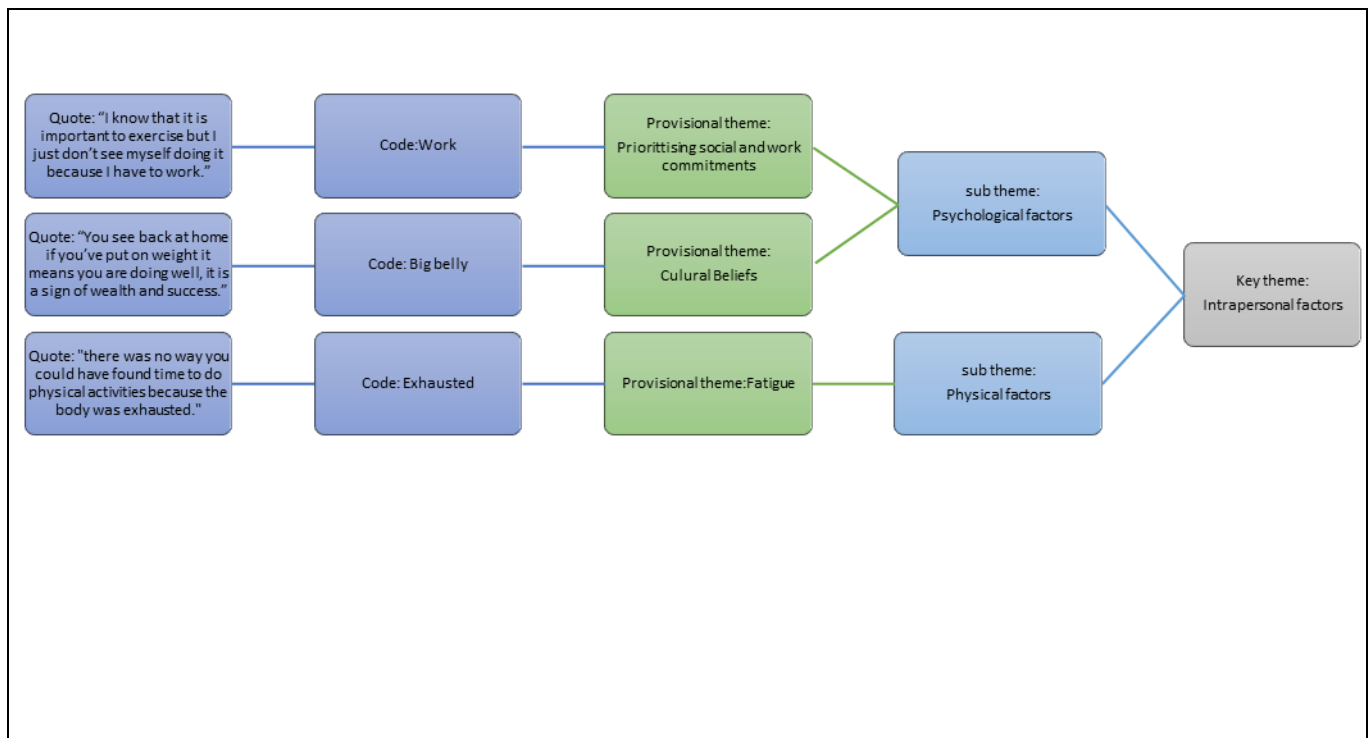 Quote: “I know that it is
important to exercise but I
just don’t see myself doing it
because I have to work.”
Code:Work
Provisional theme:
Priorittising social and work
commitments
sub theme:
Psychological factors
Quote: “You see back at home
if you’ve put on weight it
means you are doing well, it is
a sign of wealth and success.”
Code: Big belly
Provisional theme:
Culural Beliefs
Key theme:
Intrapersonal factors
Quote: "there was no way you
could have found time to do
physical activities because the
body was exhausted."
Code: Exhausted
Provisional theme:Fatigue
sub theme:
Physical factors